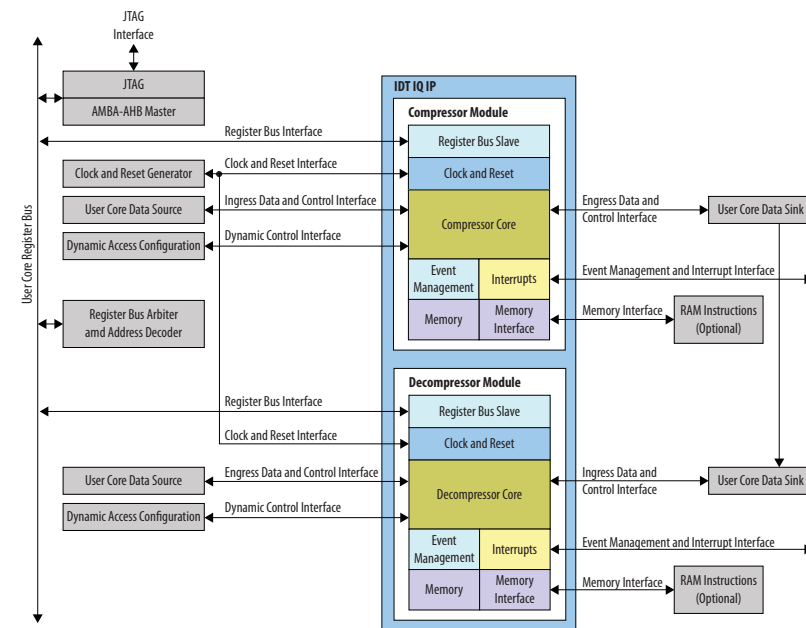 JTAG
Interface
JTAG
AMBA-AHB Master
User Core Register Bus
Register Bus Interface
Clock and Reset Generator
Clock and Reset Interface
User Core Data Source
Ingress Data and Control Interface
Dynamic Access Configuration
Dynamic Control Interface
Register Bus Arbiter
amd Address Decoder
IDT IQ IP
Compressor Module
Register Bus Slave
Clock and Reset
Compressor Core
Event
Management
Interrupts
Memory
Memory
Interface
Engress Data and
Control Interface
User Core Data Sink
Event Management and Interrupt Interface
Memory Interface
RAM Instructions
(Optional)
Register Bus Interface
Clock and Reset Interface
User Core Data Source
Engress Data and Control Interface
Dynamic Access Configuration
Dynamic Control Interface
Decompressor Module
Register Bus Slave
Clock and Reset
Decompressor Core
Event
Management
Interrupts
Memory
Memory
Interface
Ingress Data and
Control Interface
User Core Data Sink
Event Management and Interrupt Interface
Memory Interface
RAM Instructions
(Optional)